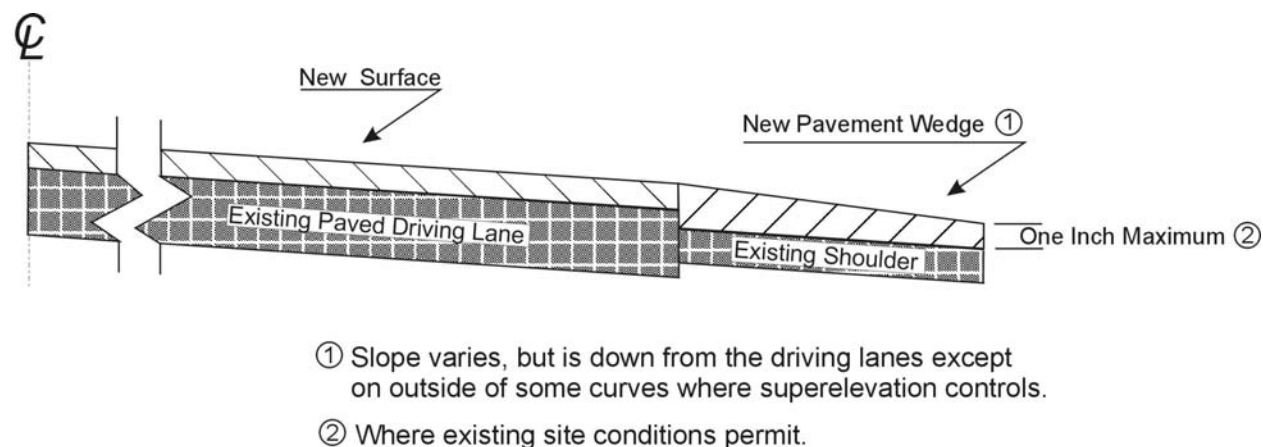 ℄
New Surface
New Pavement Wedge ①
Existing Paved Driving Lane
One Inch Maximum ②
Existing Shoulder
① Slope varies, but is down from the driving lanes except
on outside of some curves where superelevation controls.
② Where existing site conditions permit.